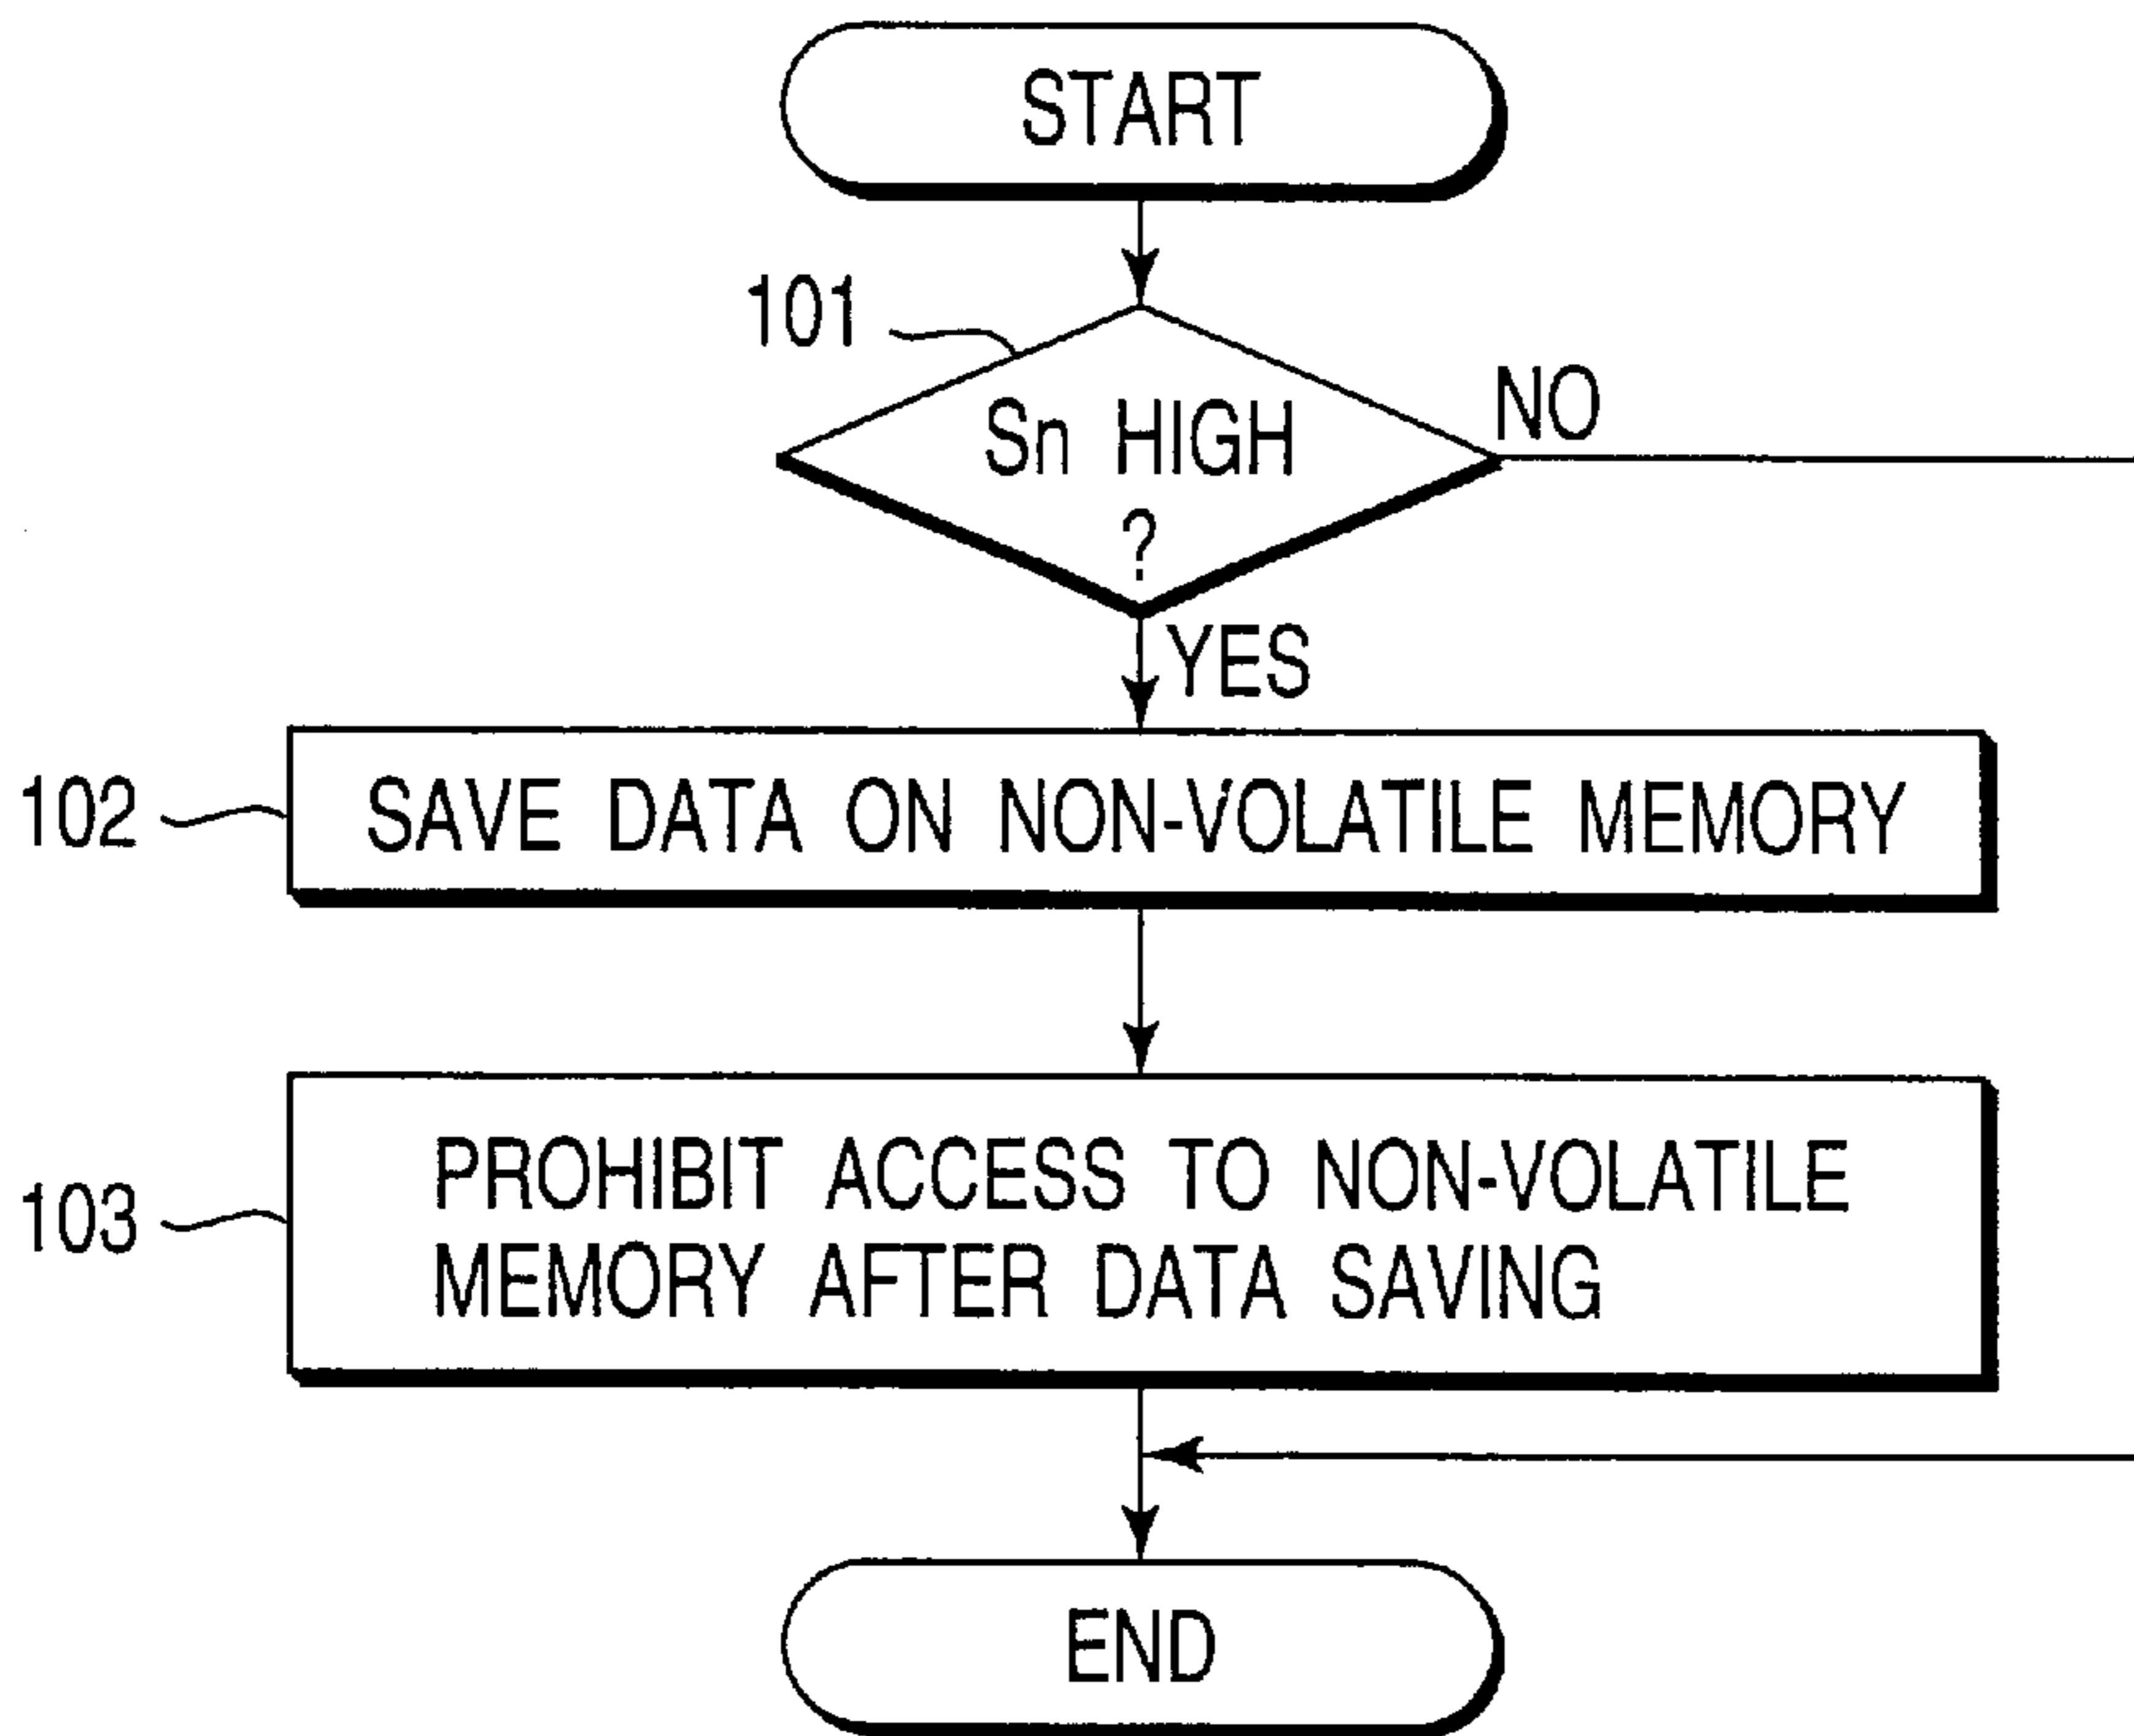 START
101
Sn HIGH
?
NO
YES
102
SAVE DATA ON NON-VOLATILE MEMORY
103
PROHIBIT ACCESS TO NON-VOLATILE
MEMORY AFTER DATA SAVING
END